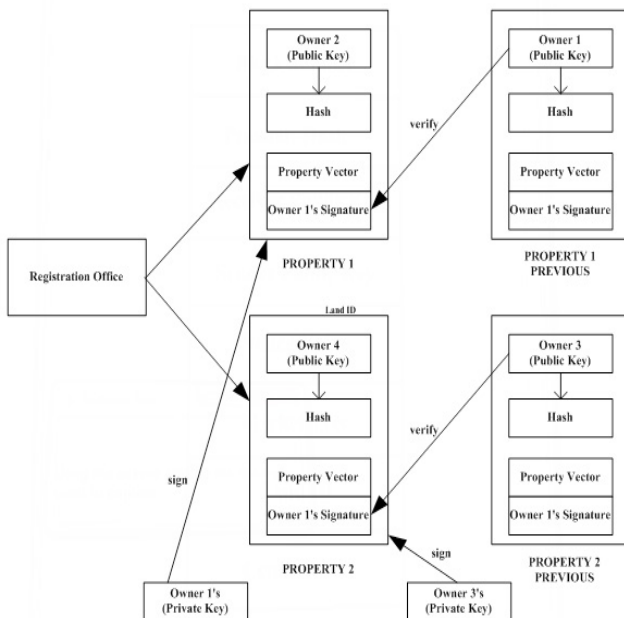 Owner 2
(Public Key)
Hash
Property Vector
Owner 1's Signature
PROPERTY 1
verify
Owner 1
(Public Key)
Hash
Property Vector
Owner 1's Signature
PROPERTY 1
PREVIOUS
Registration Office
Land ID
Owner 4
(Public Key)
Hash
Property Vector
Owner 1's Signature
PROPERTY 2
verify
Owner 3
(Public Key)
Hash
Property Vector
Owner 1's Signature
PROPERTY 2
PREVIOUS
sign
sign
Owner 1's
(Private Key)
Owner 3's
(Private Key)